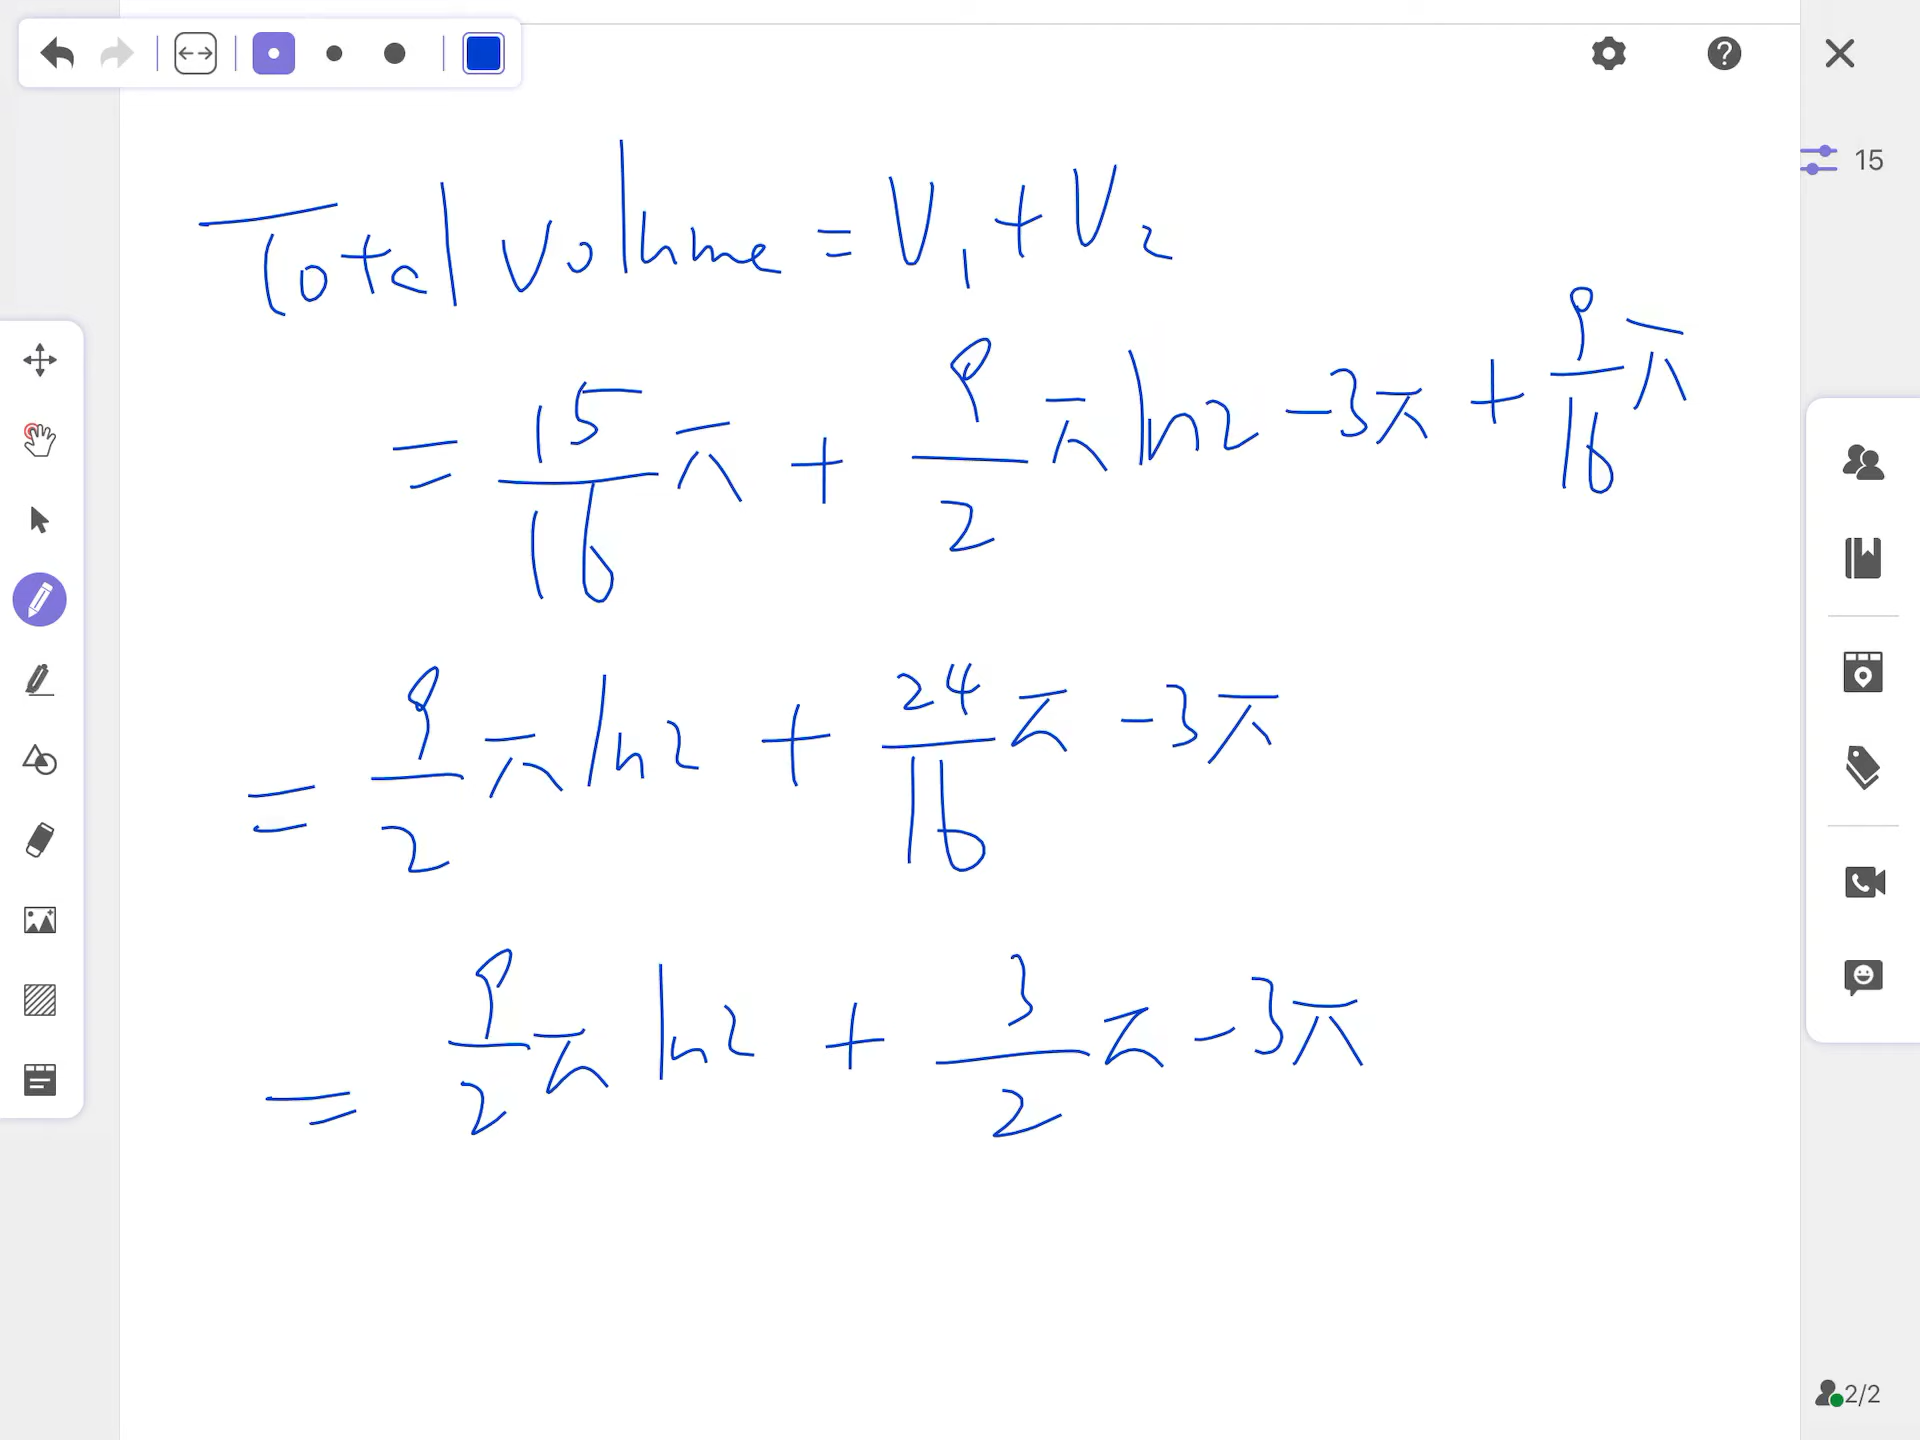 15
Total volume = V₁ + V₂
= 15/16 π + 9/2 π ln2 - 3π + 9/16 π
= 9/2 π ln2 + 24/16 π - 3π
= 9/2 π ln2 + 3/2 π - 3π
2/2